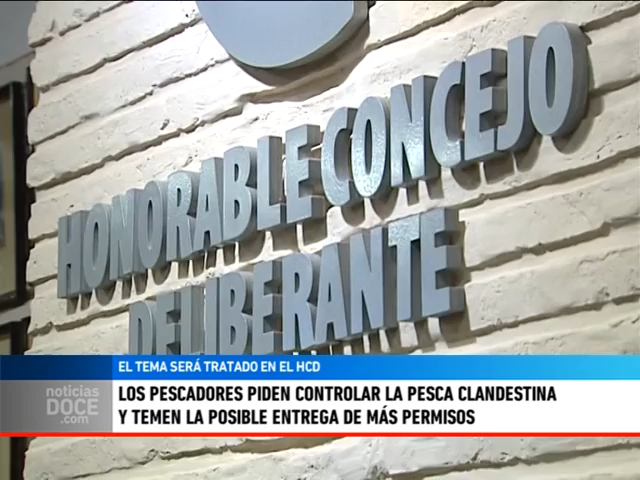 HONORABLE CONCEJO
DELIBERANTE
EL TEMA SERÁ TRATADO EN EL HCD
noticias
DOCE
.com
LOS PESCADORES PIDEN CONTROLAR LA PESCA CLANDESTINA
Y TEMEN LA POSIBLE ENTREGA DE MÁS PERMISOS